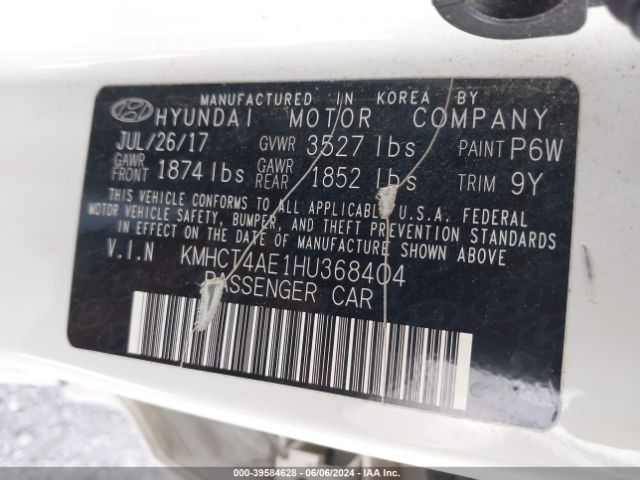 MANUFACTURED IN KOREA BY
HYUNDAI MOTOR COMPANY
JUL/26/17 GVWR 3527 lbs PAINT P6W
GAWR FRONT 1874 lbs GAWR REAR 1852 lbs TRIM 9Y
THIS VEHICLE CONFORMS TO ALL APPLICABLE U.S.A. FEDERAL
MOTOR VEHICLE SAFETY, BUMPER, AND THEFT PREVENTION STANDARDS
IN EFFECT ON THE DATE OF MANUFACTURE SHOWN ABOVE
V.I.N KMHCT4AE1HU368404
PASSENGER CAR
000-39584628 - 06/06/2024 - IAA Inc.